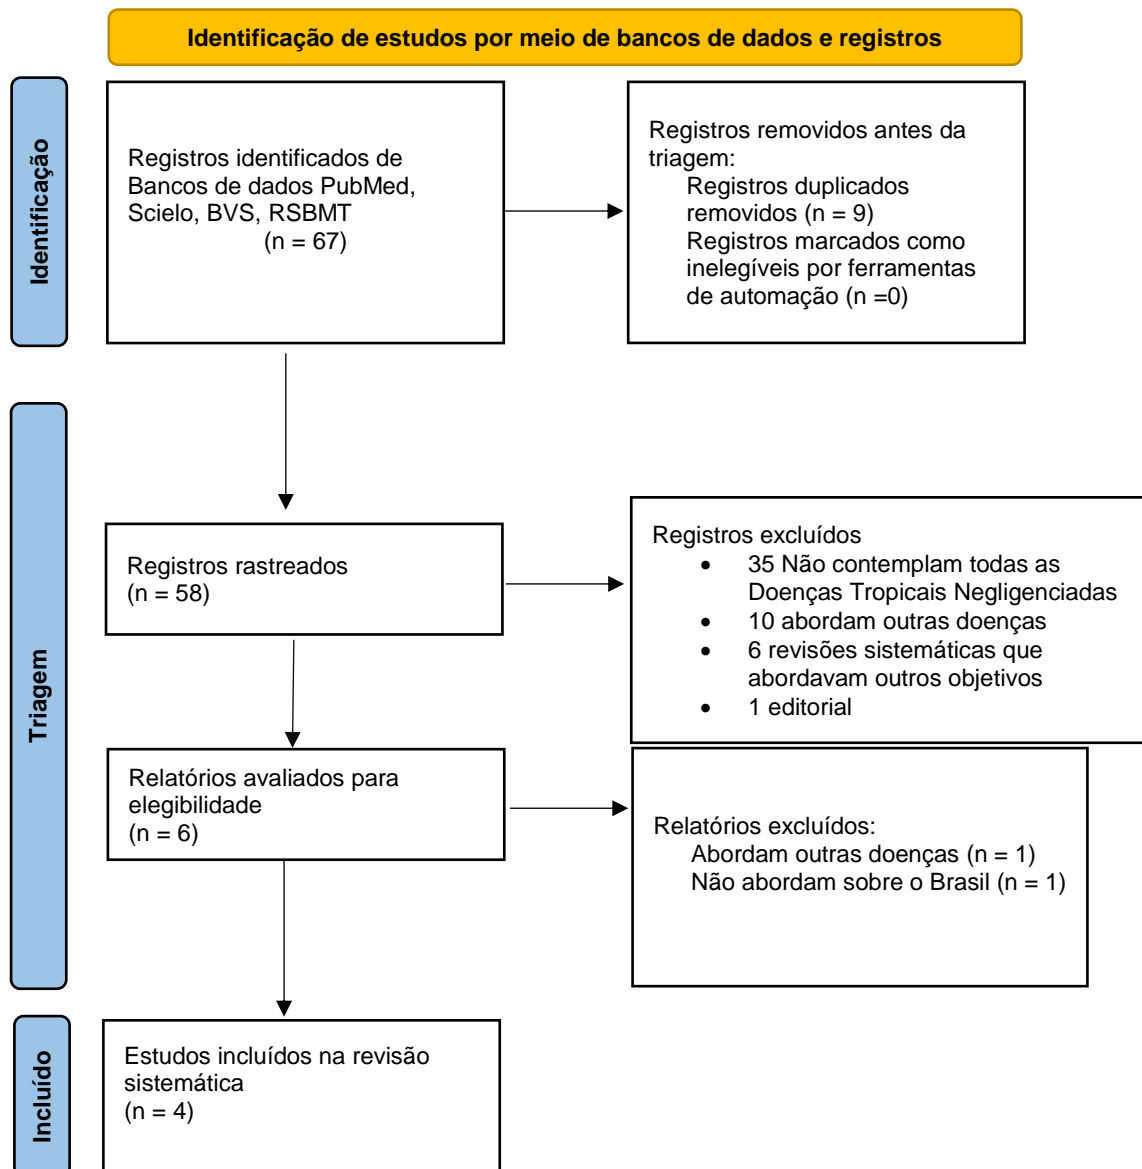 Identificação de estudos por meio de bancos de dados e registros
Identificação
Registros identificados de
Bancos de dados PubMed,
Scielo, BVS, RSBMT
(n = 67)
Registros removidos antes da
triagem:
Registros duplicados
removidos (n = 9)
Registros marcados como
inelegíveis por ferramentas
de automação (n =0)
Triagem
Registros rastreados
(n = 58)
Registros excluídos
• 35 Não contemplam todas as
Doenças Tropicais Negligenciadas
• 10 abordam outras doenças
• 6 revisões sistemáticas que
abordavam outros objetivos
• 1 editorial
Relatórios avaliados para
elegibilidade
(n = 6)
Relatórios excluídos:
Abordam outras doenças (n = 1)
Não abordam sobre o Brasil (n = 1)
Incluído
Estudos incluídos na revisão
sistemática
(n = 4)